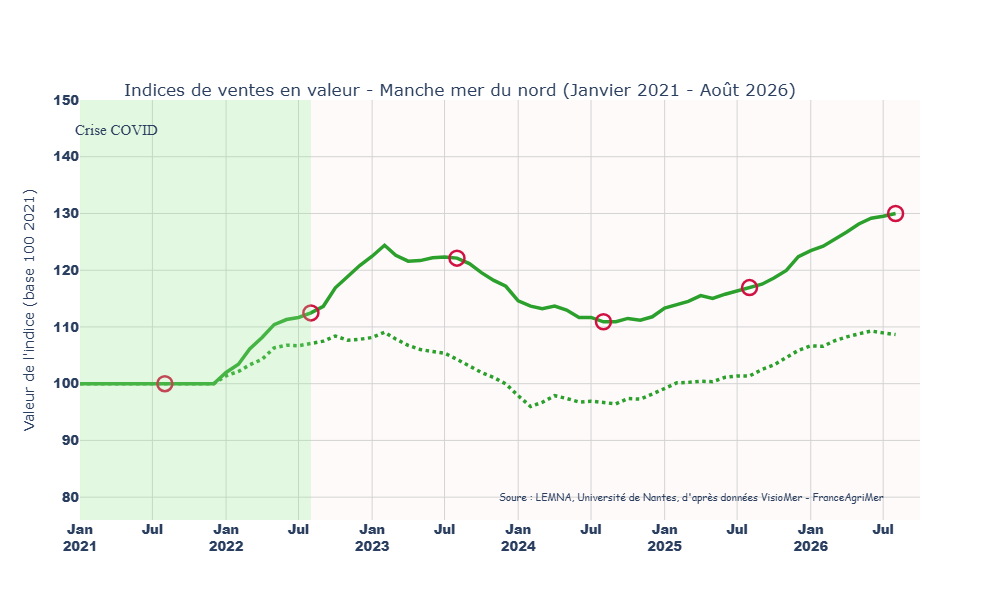 Indices de ventes en valeur - Manche mer du nord (Janvier 2021 - Août 2026)
150
Crise COVID
140
130
120
110
100
90
80
Valeur de l'indice (base 100 2021)
Soure : LEMNA, Université de Nantes, d'après données VisioMer - FranceAgriMer
Jan Jul Jan Jul Jan Jul Jan Jul Jan Jul Jan Jul
2021 2022 2023 2024 2025 2026